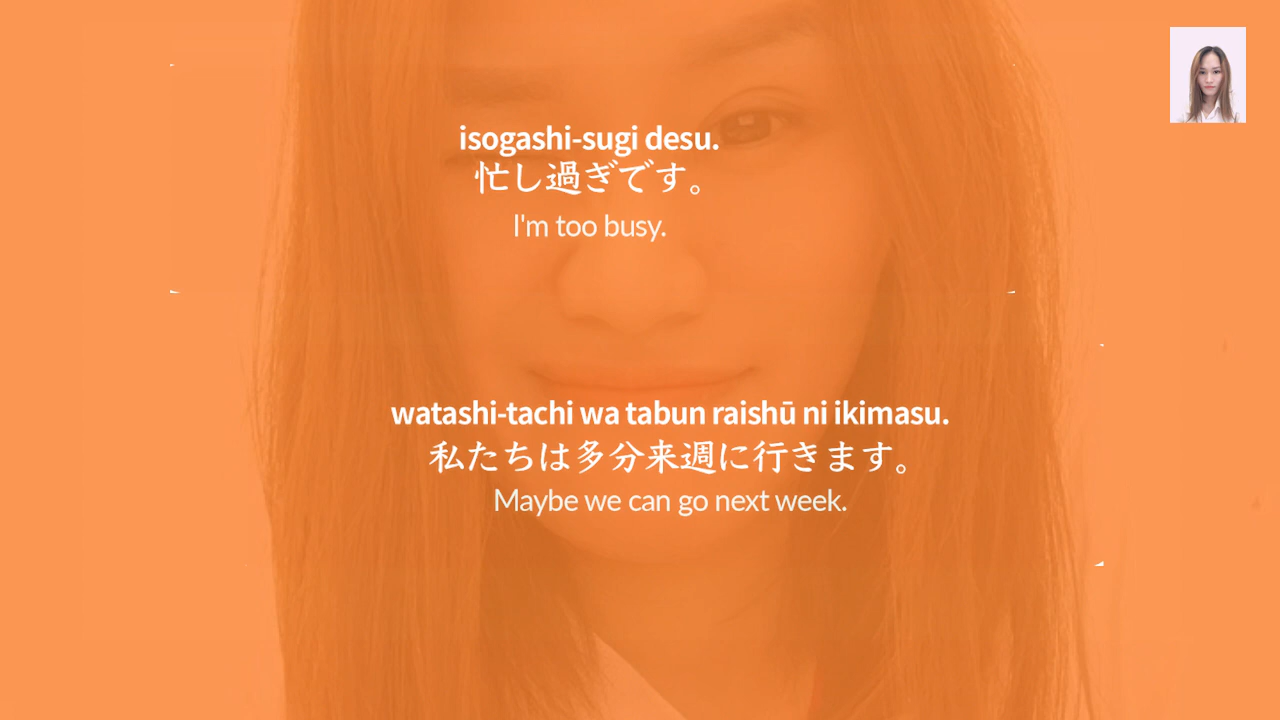 isogashi-sugi desu.
忙し過ぎです。
I'm too busy.
watashi-tachi wa tabun raishū ni ikimasu.
私たちは多分来週に行きます。
Maybe we can go next week.